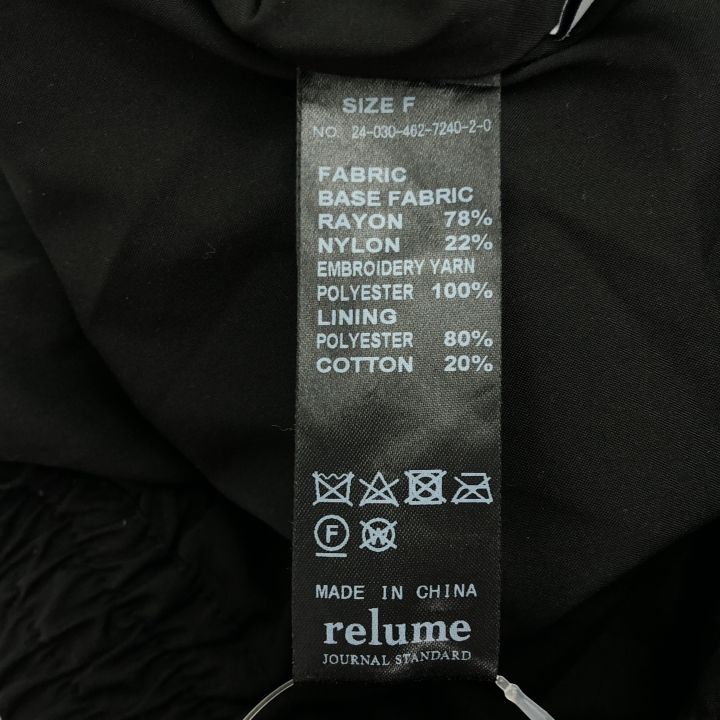 SIZE F
NO. 24-030-462-7240-2-0
FABRIC
BASE FABRIC
RAYON 78%
NYLON 22%
EMBROIDERY YARN
POLYESTER 100%
LINING
POLYESTER 80%
COTTON 20%
F W
MADE IN CHINA
relume
JOURNAL STANDARD